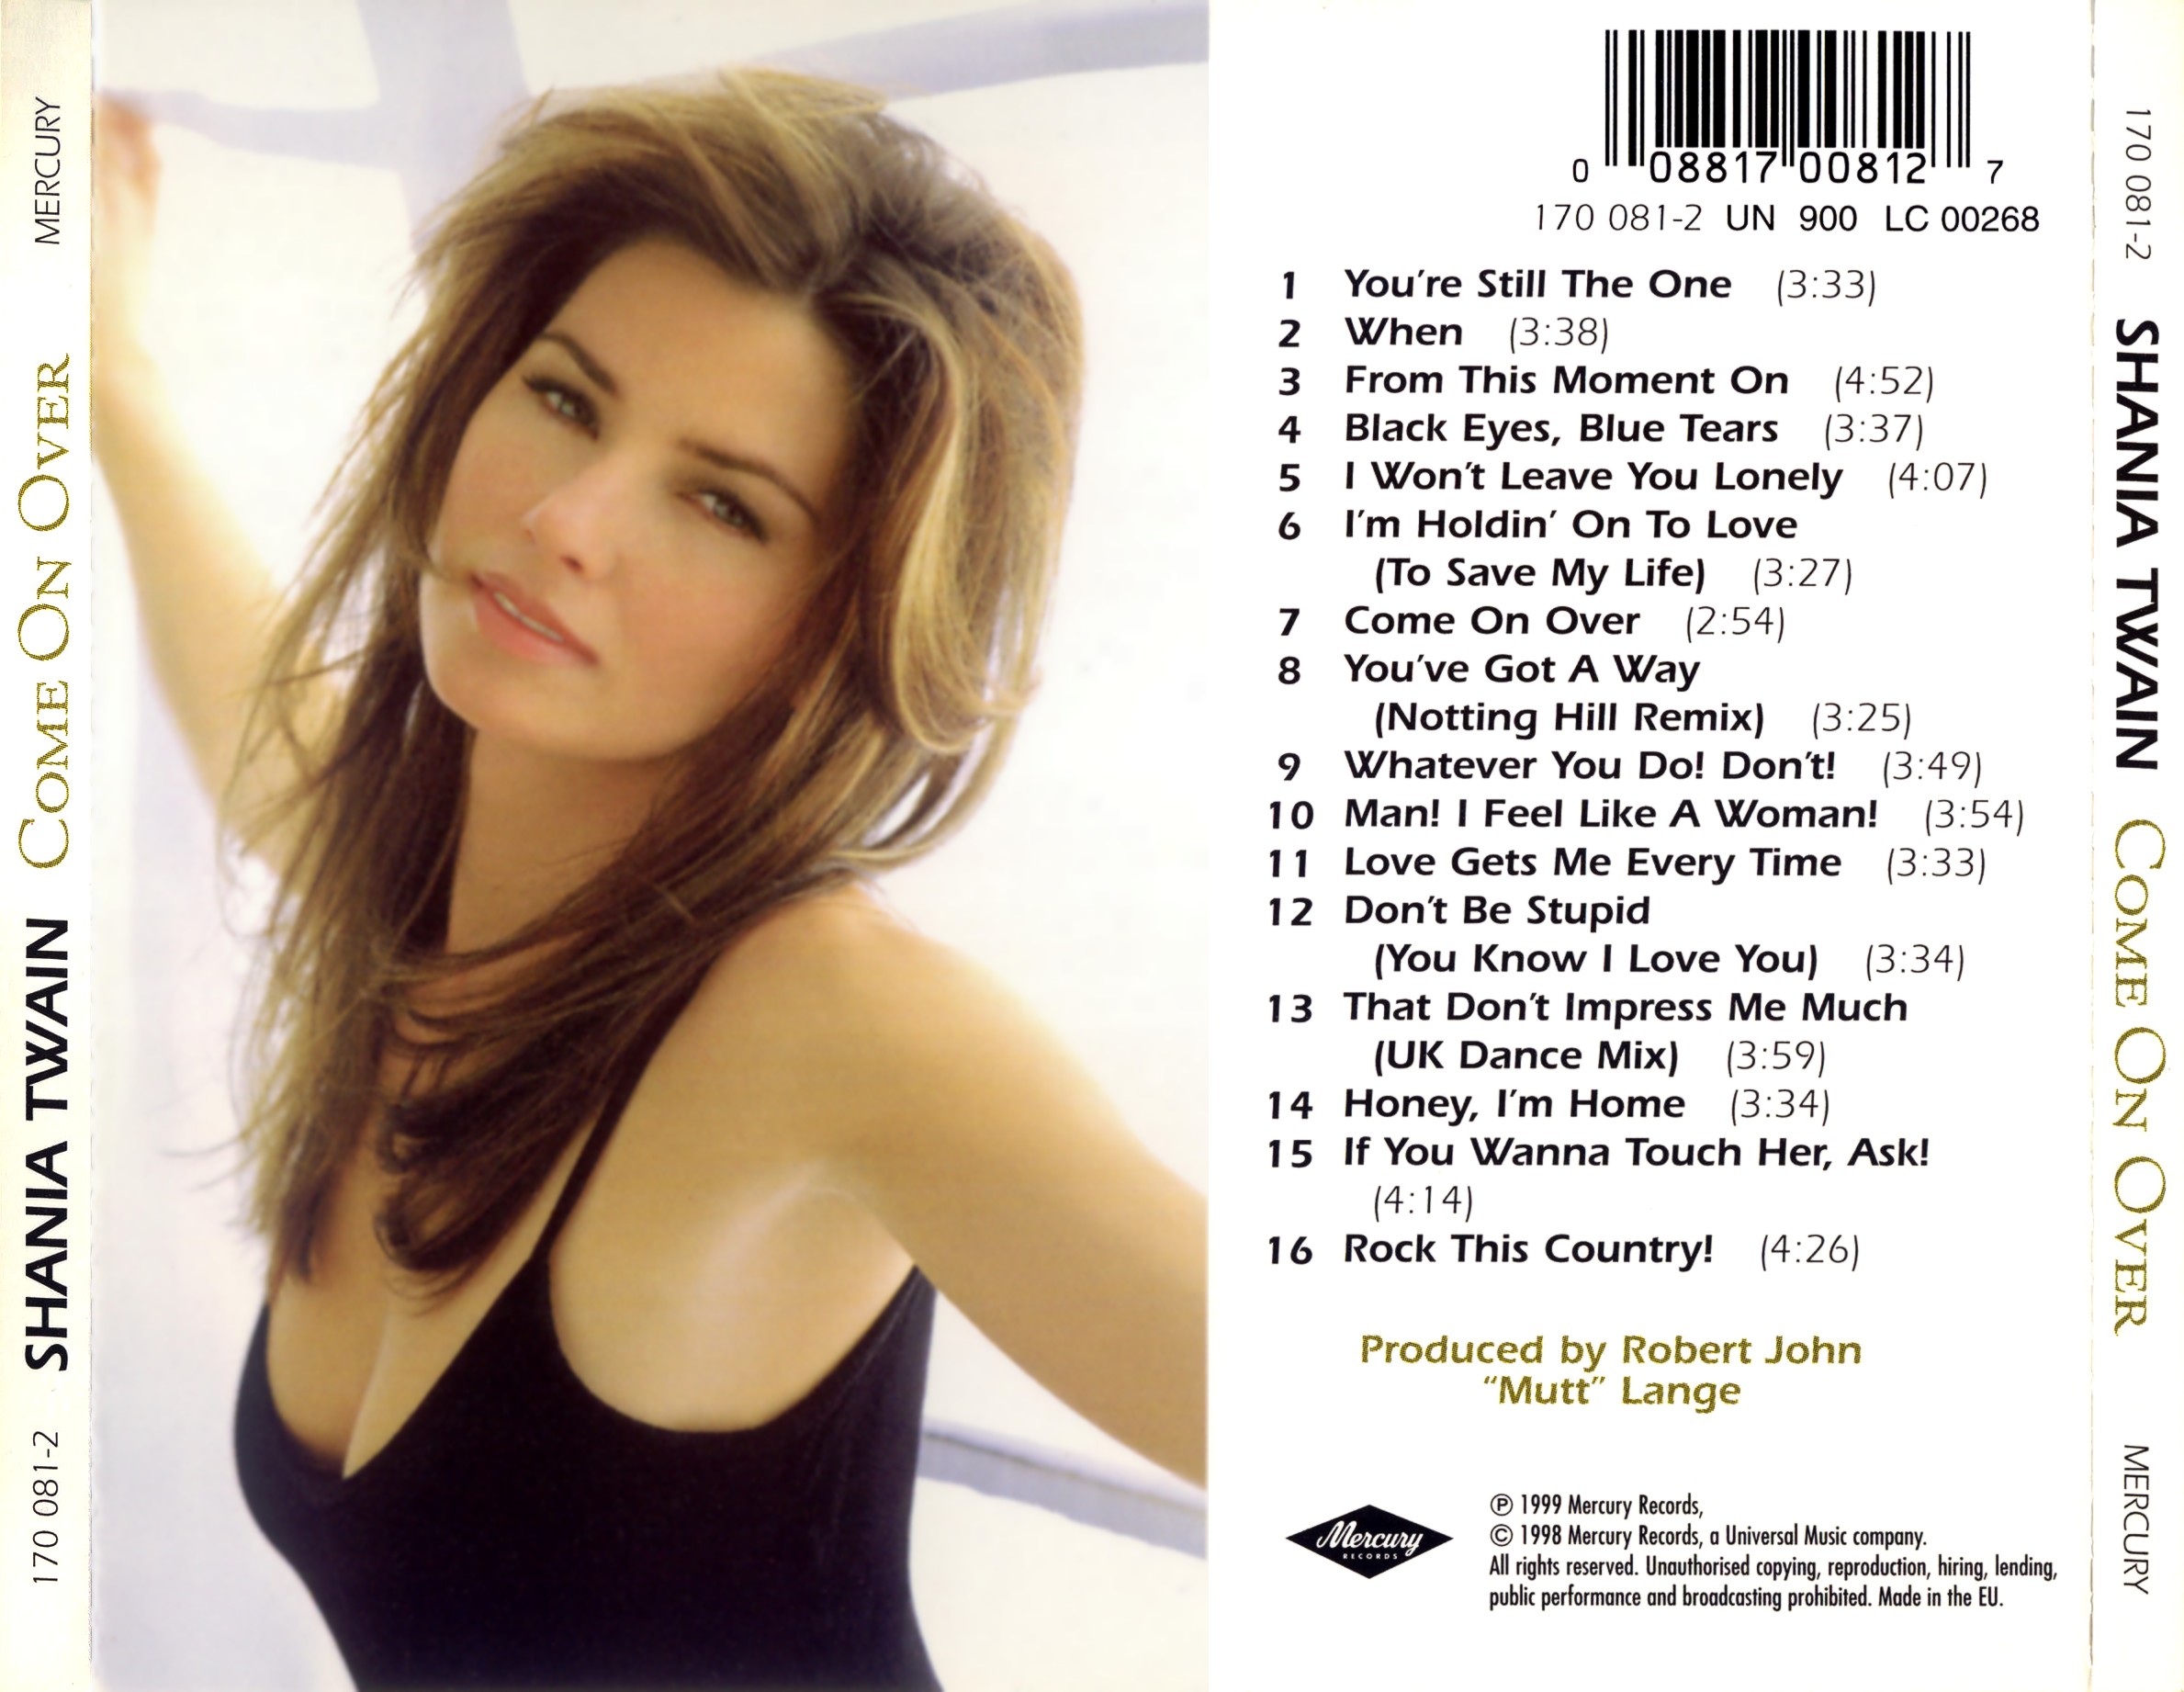 MERCURY
COME ON OVER
SHANIA TWAIN
170 081-2
0 08817 00812 7
170 081-2 UN 900 LC 00268
1 You're Still The One (3:33)
2 When (3:38)
3 From This Moment On (4:52)
4 Black Eyes, Blue Tears (3:37)
5 I Won't Leave You Lonely (4:07)
6 I'm Holdin' On To Love
(To Save My Life) (3:27)
7 Come On Over (2:54)
8 You've Got A Way
(Notting Hill Remix) (3:25)
9 Whatever You Do! Don't! (3:49)
10 Man! I Feel Like A Woman! (3:54)
11 Love Gets Me Every Time (3:33)
12 Don't Be Stupid
(You Know I Love You) (3:34)
13 That Don't Impress Me Much
(UK Dance Mix) (3:59)
14 Honey, I'm Home (3:34)
15 If You Wanna Touch Her, Ask!
(4:14)
16 Rock This Country! (4:26)
Produced by Robert John
“Mutt” Lange
Mercury
RECORDS
℗ 1999 Mercury Records,
© 1998 Mercury Records, a Universal Music company.
All rights reserved. Unauthorised copying, reproduction, hiring, lending,
public performance and broadcasting prohibited. Made in the EU.
170 081-2
SHANIA TWAIN
COME ON OVER
MERCURY